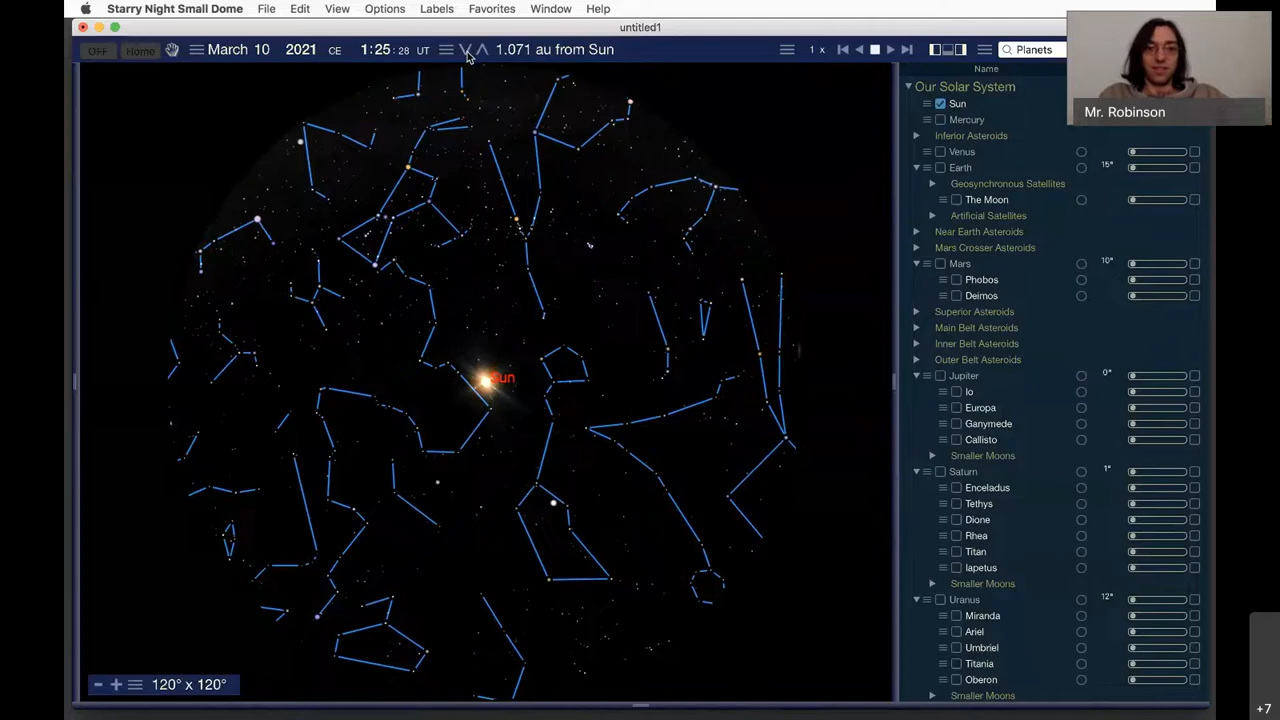 Starry Night Small Dome File Edit View Options Labels Favorites Window Help
untitled1
OFF Home March 10 2021 CE 1:25:28 UT 1.071 au from Sun 1 x Planets
Name
Our Solar System
Sun
Mercury
Inferior Asteroids
Venus
Earth 15°
Geosynchronous Satellites
The Moon
Artificial Satellites
Near Earth Asteroids
Mars Crosser Asteroids
Mars 10°
Phobos
Deimos
Superior Asteroids
Main Belt Asteroids
Inner Belt Asteroids
Outer Belt Asteroids
Jupiter 0°
Io
Europa
Ganymede
Callisto
Smaller Moons
Saturn 1°
Enceladus
Tethys
Dione
Rhea
Titan
Iapetus
Smaller Moons
Uranus 12°
Miranda
Ariel
Umbriel
Titania
Oberon
Smaller Moons
Mr. Robinson
Sun
120° x 120°
+7